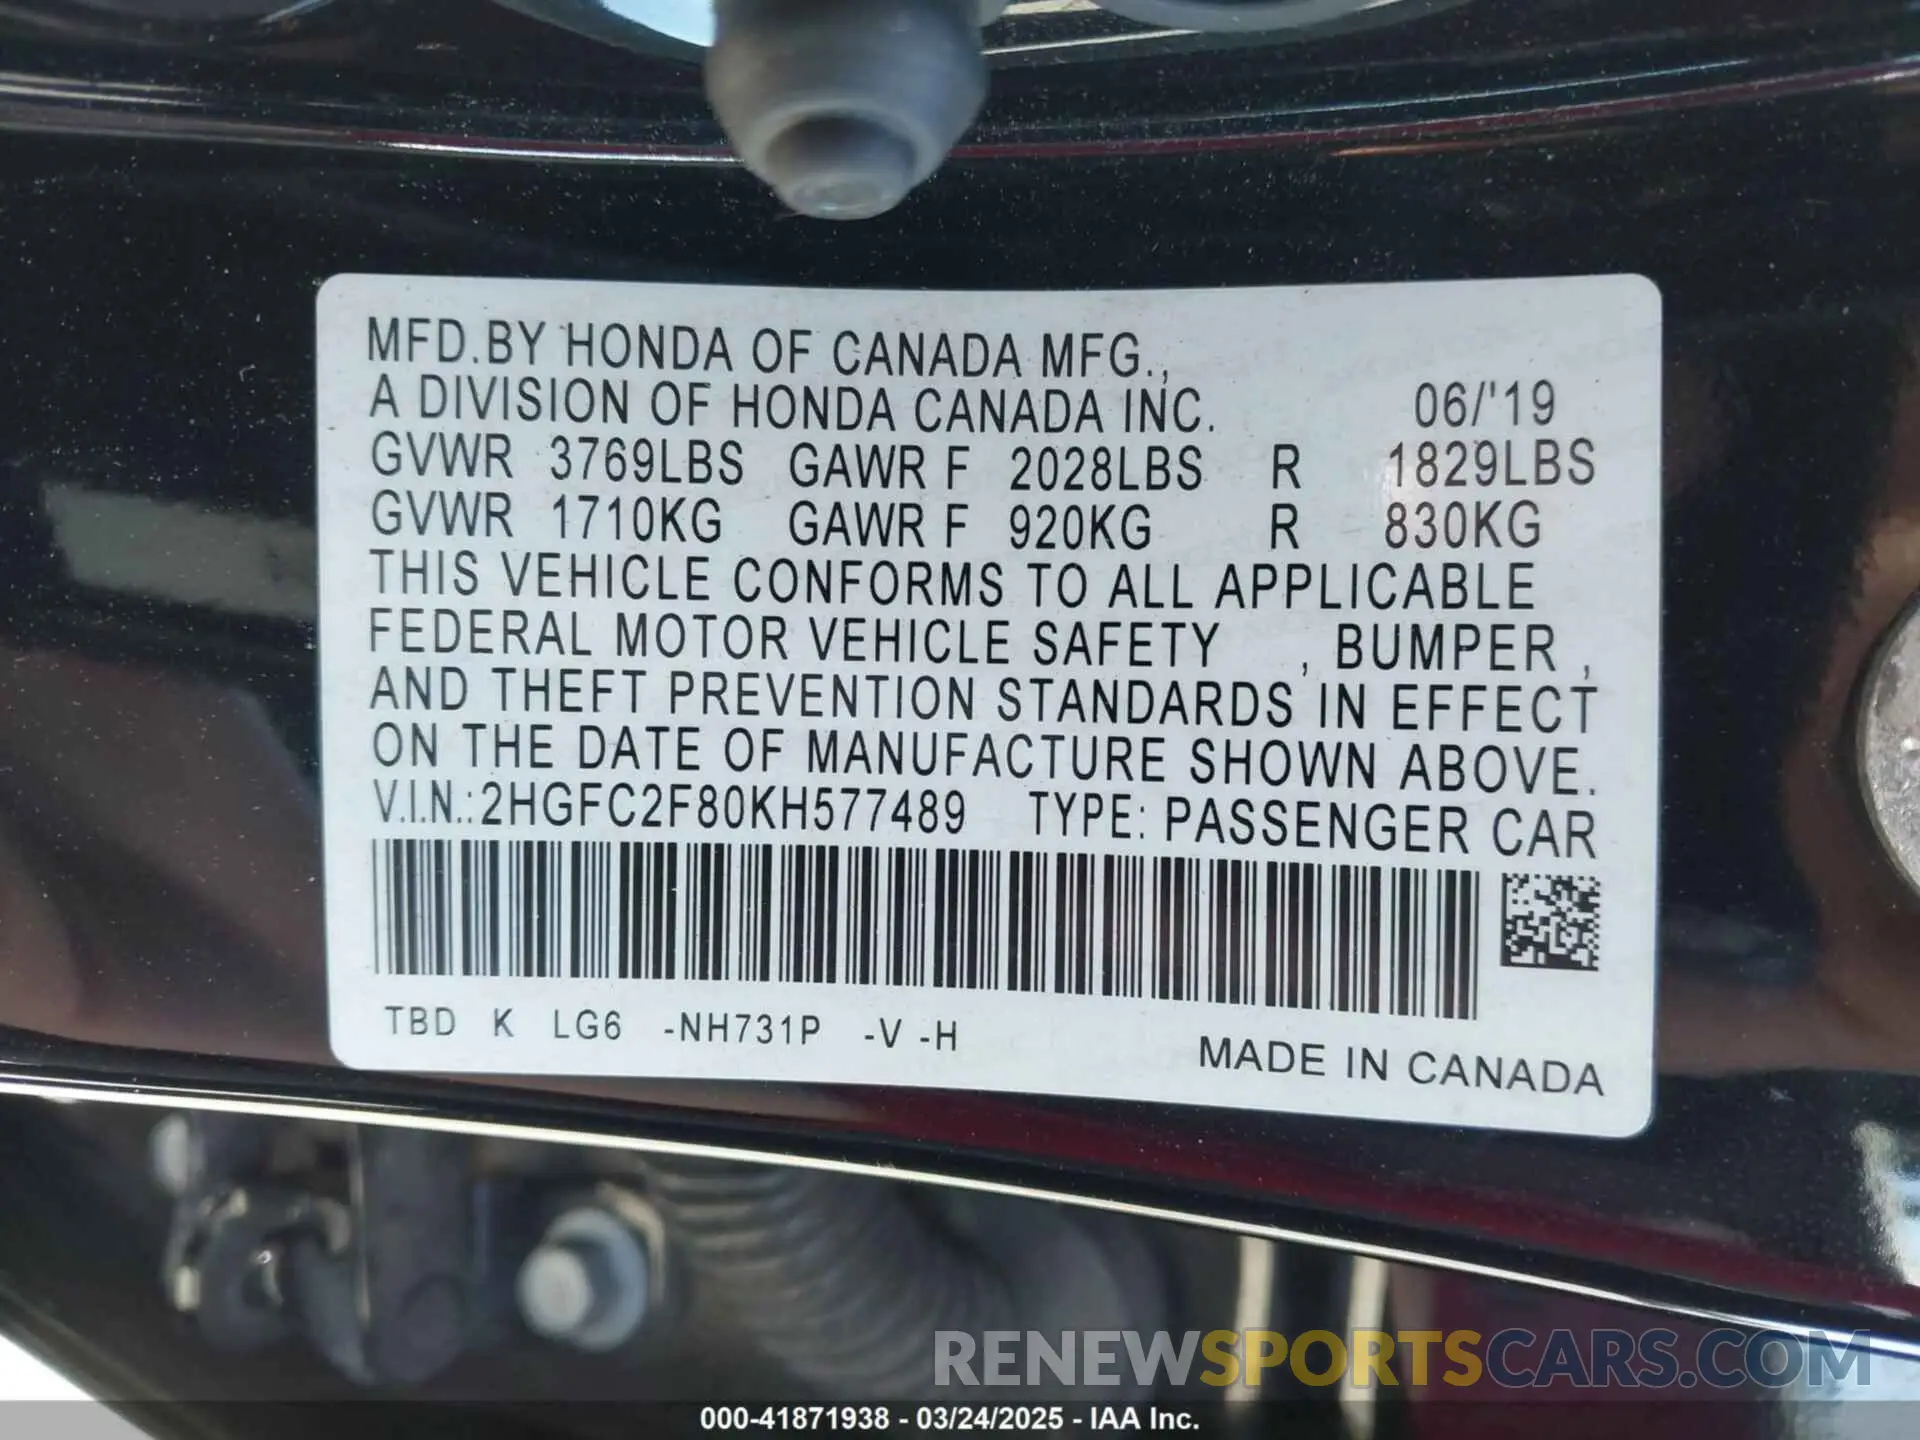 MFD.BY HONDA OF CANADA MFG.,
A DIVISION OF HONDA CANADA INC. 06/'19
GVWR 3769LBS GAWR F 2028LBS R 1829LBS
GVWR 1710KG GAWR F 920KG R 830KG
THIS VEHICLE CONFORMS TO ALL APPLICABLE
FEDERAL MOTOR VEHICLE SAFETY , BUMPER ,
AND THEFT PREVENTION STANDARDS IN EFFECT
ON THE DATE OF MANUFACTURE SHOWN ABOVE.
V.I.N.:2HGFC2F80KH577489 TYPE: PASSENGER CAR
TBD K LG6 -NH731P -V -H
MADE IN CANADA
RENEWSPORTSCARS.COM
000-41871938 - 03/24/2025 - IAA Inc.